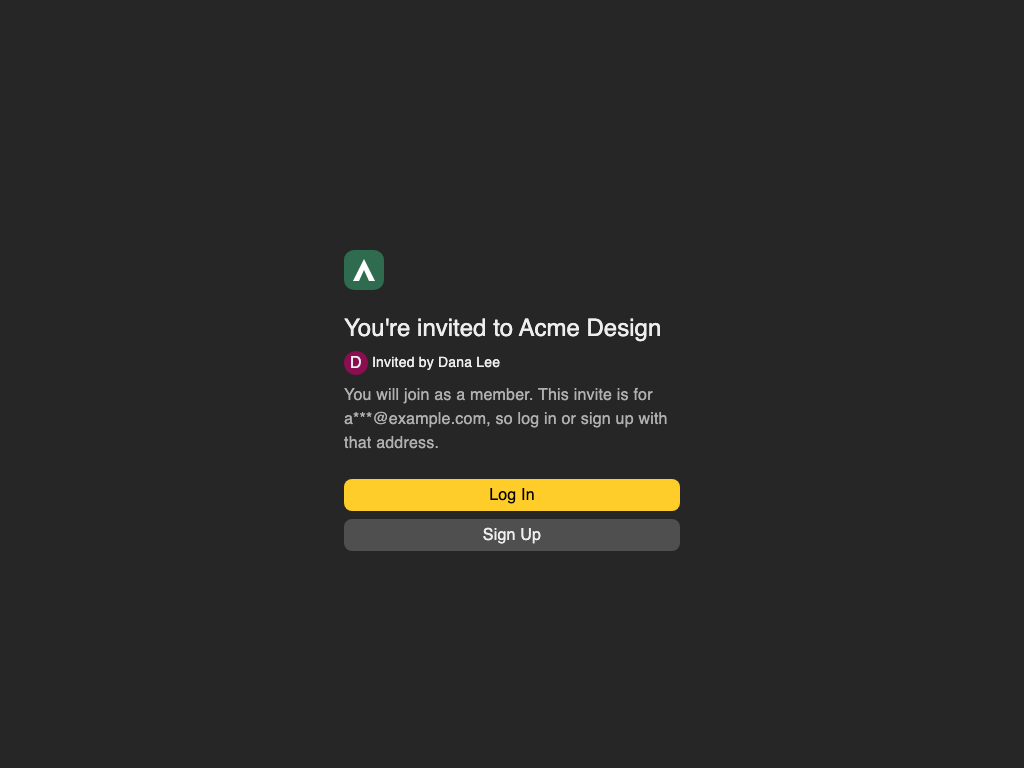 You're invited to Acme Design
D Invited by Dana Lee
You will join as a member. This invite is for
a***@example.com, so log in or sign up with
that address.
Log In
Sign Up